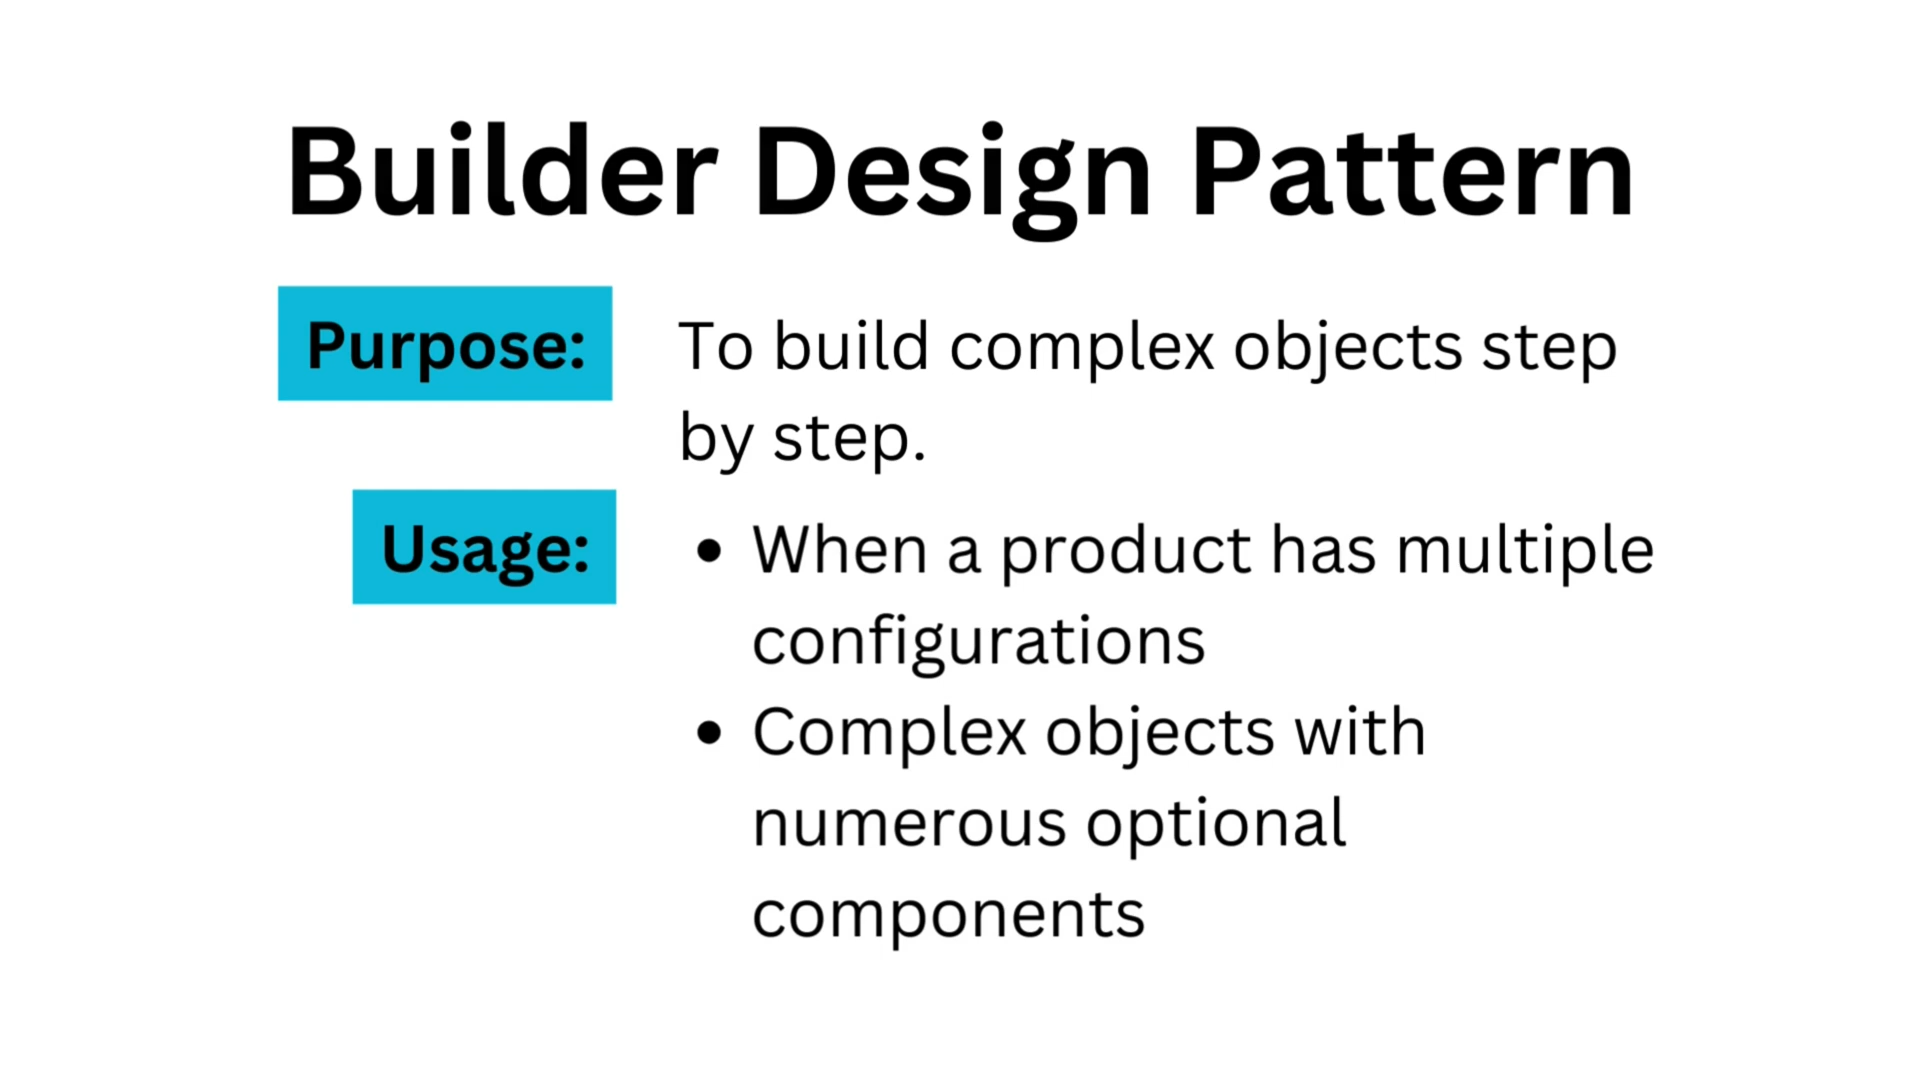 Builder Design Pattern
Purpose: To build complex objects step
by step.
Usage: • When a product has multiple
configurations
• Complex objects with
numerous optional
components